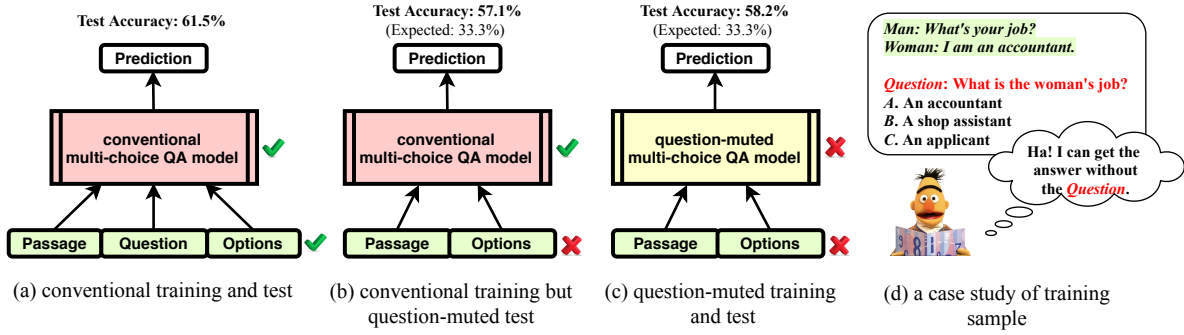 Test Accuracy: 61.5%
Prediction
conventional
multi-choice QA model
Passage
Question
Options
(a) conventional training and test
Test Accuracy: 57.1%
(Expected: 33.3%)
Prediction
conventional
multi-choice QA model
Passage
Options
(b) conventional training but
question-muted test
Test Accuracy: 58.2%
(Expected: 33.3%)
Prediction
question-muted
multi-choice QA model
Passage
Options
(c) question-muted training
and test
Man: What's your job?
Woman: I am an accountant.
Question: What is the woman's job?
A. An accountant
B. A shop assistant
C. An applicant
Ha! I can get the
answer without
the Question.
(d) a case study of training
sample